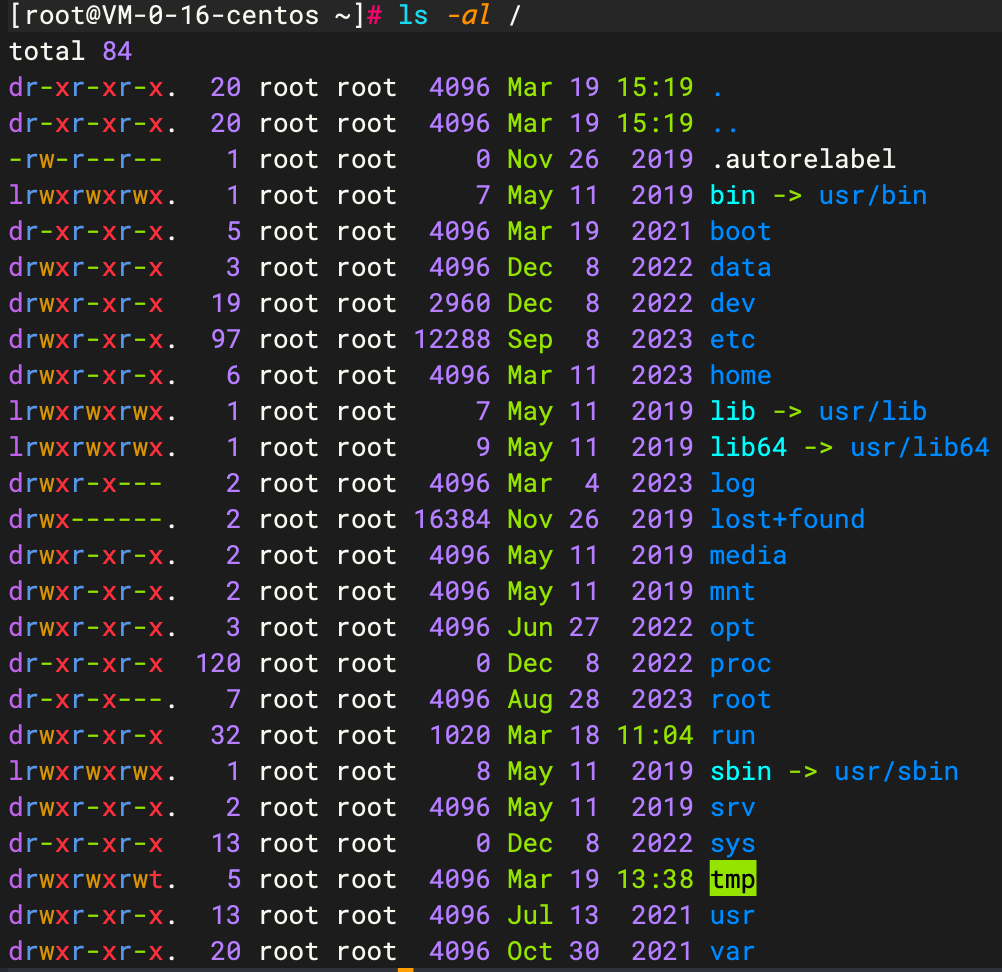 [root@VM-0-16-centos ~]# ls -al /
total 84
dr-xr-xr-x.  20 root root  4096 Mar 19 15:19 .
dr-xr-xr-x.  20 root root  4096 Mar 19 15:19 ..
-rw-r--r--    1 root root     0 Nov 26  2019 .autorelabel
lrwxrwxrwx.   1 root root     7 May 11  2019 bin -> usr/bin
dr-xr-xr-x.   5 root root  4096 Mar 19  2021 boot
drwxr-xr-x    3 root root  4096 Dec  8  2022 data
drwxr-xr-x   19 root root  2960 Dec  8  2022 dev
drwxr-xr-x.  97 root root 12288 Sep  8  2023 etc
drwxr-xr-x.   6 root root  4096 Mar 11  2023 home
lrwxrwxrwx.   1 root root     7 May 11  2019 lib -> usr/lib
lrwxrwxrwx.   1 root root     9 May 11  2019 lib64 -> usr/lib64
drwxr-x---    2 root root  4096 Mar  4  2023 log
drwx------.   2 root root 16384 Nov 26  2019 lost+found
drwxr-xr-x.   2 root root  4096 May 11  2019 media
drwxr-xr-x.   2 root root  4096 May 11  2019 mnt
drwxr-xr-x.   3 root root  4096 Jun 27  2022 opt
dr-xr-xr-x  120 root root     0 Dec  8  2022 proc
dr-xr-x---.   7 root root  4096 Aug 28  2023 root
drwxr-xr-x   32 root root  1020 Mar 18 11:04 run
lrwxrwxrwx.   1 root root     8 May 11  2019 sbin -> usr/sbin
drwxr-xr-x.   2 root root  4096 May 11  2019 srv
dr-xr-xr-x   13 root root     0 Dec  8  2022 sys
drwxrwxrwt.   5 root root  4096 Mar 19 13:38 tmp
drwxr-xr-x.  13 root root  4096 Jul 13  2021 usr
drwxr-xr-x.  20 root root  4096 Oct 30  2021 var